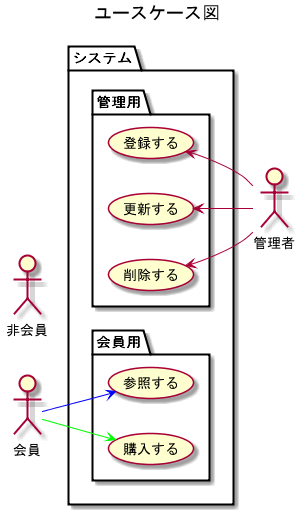 ユースケース図
システム
管理用
登録する
更新する
削除する
管理者
非会員
会員用
参照する
会員
購入する